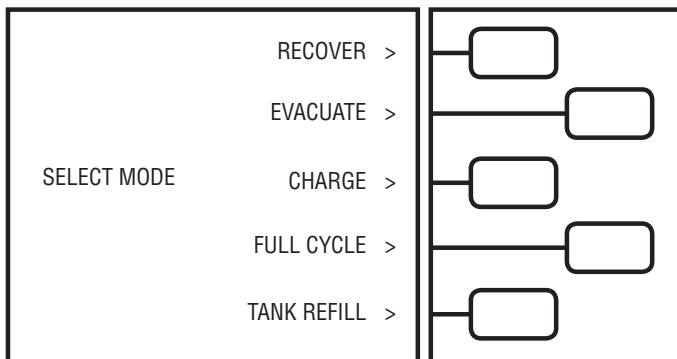 RECOVER >
EVACUATE >
SELECT MODE CHARGE >
FULL CYCLE >
TANK REFILL >